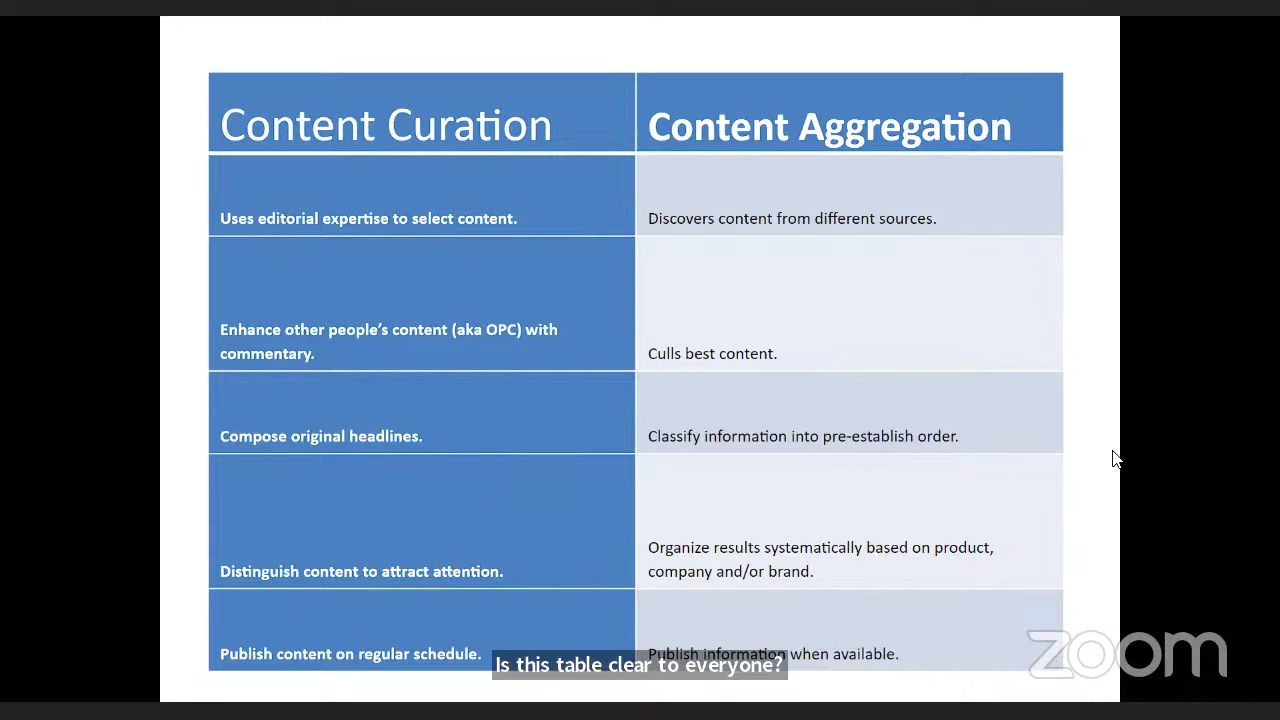 Content Curation
Content Aggregation
Uses editorial expertise to select content.
Discovers content from different sources.
Enhance other people’s content (aka OPC) with
commentary.
Culls best content.
Compose original headlines.
Classify information into pre-establish order.
Distinguish content to attract attention.
Organize results systematically based on product,
company and/or brand.
Publish content on regular schedule.
Publish information when available.
Is this table clear to everyone?
zoom